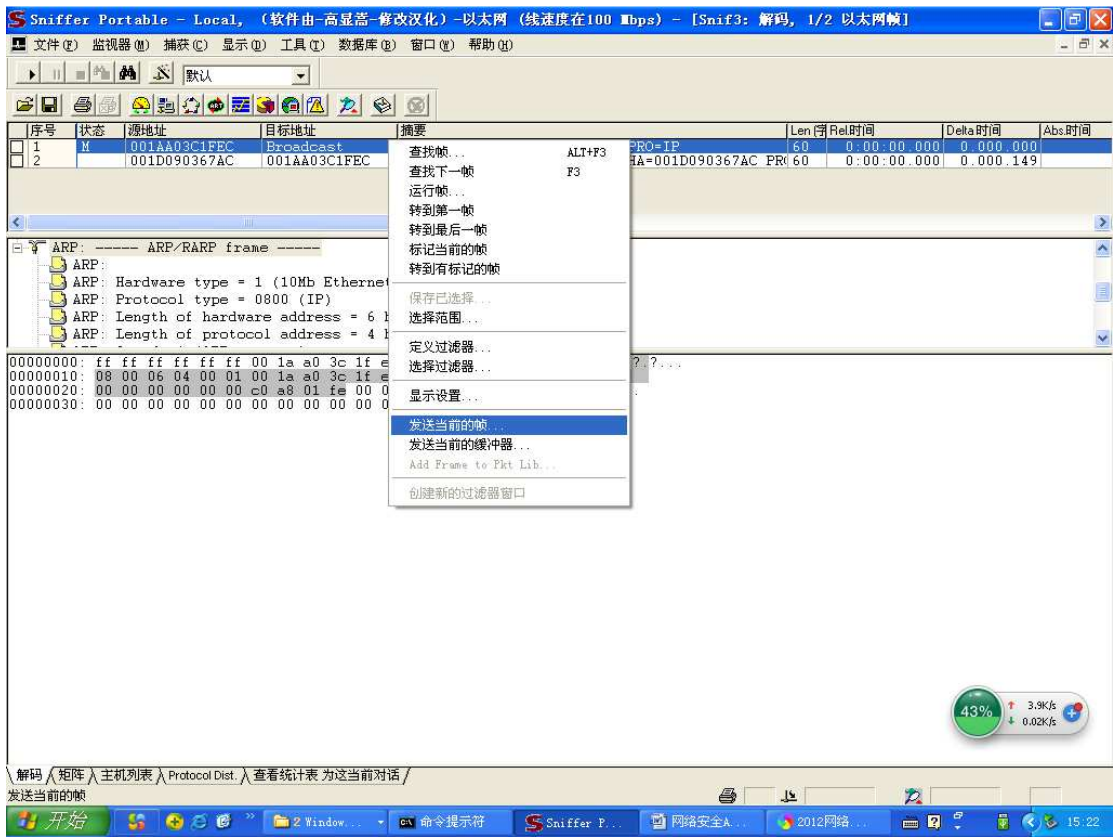 Sniffer Portable - Local, (软件由-高显嵩-修改汉化)-以太网 (线速度在100 Mbps) - [Snif3: 解码, 1/2 以太网帧]
文件(F) 监视器(M) 捕获(C) 显示(D) 工具(T) 数据库(B) 窗口(W) 帮助(H)
默认
序号 状态 源地址 目标地址 摘要 Len Rel.时间 Delta时间 Abs.时间
1 M 001AA03C1FEC Broadcast PRO=IP 60 0:00:00.000 0.000.000
2 001D090367AC 001AA03C1FEC HA=001D090367AC PR 60 0:00:00.000 0.000.149
查找帧... ALT+F3
查找下一帧 F3
运行帧...
转到第一帧
转到最后一帧
标记当前的帧
转到有标记的帧
保存已选择...
选择范围...
定义过滤器...
选择过滤器...
显示设置...
发送当前的帧...
发送当前的缓冲器...
Add Frame to Pkt Lib...
创建新的过滤器窗口
ARP: ----- ARP/RARP frame -----
ARP:
ARP: Hardware type = 1 (10Mb Etherne
ARP: Protocol type = 0800 (IP)
ARP: Length of hardware address = 6
ARP: Length of protocol address = 4
00000000: ff ff ff ff ff ff 00 1a a0 3c 1f e ?.?...
00000010: 08 00 06 04 00 01 00 1a a0 3c 1f e
00000020: 00 00 00 00 00 00 c0 a8 01 fe 00 0
00000030: 00 00 00 00 00 00 00 00 00 00 00 0
43% 3.9K/s
0.02K/s
解码 矩阵 主机列表 Protocol Dist. 查看统计表 为这当前对话
发送当前的帧
开始 2 Window... 命令提示符 Sniffer P... 网络安全A... 2012网络... 15:22